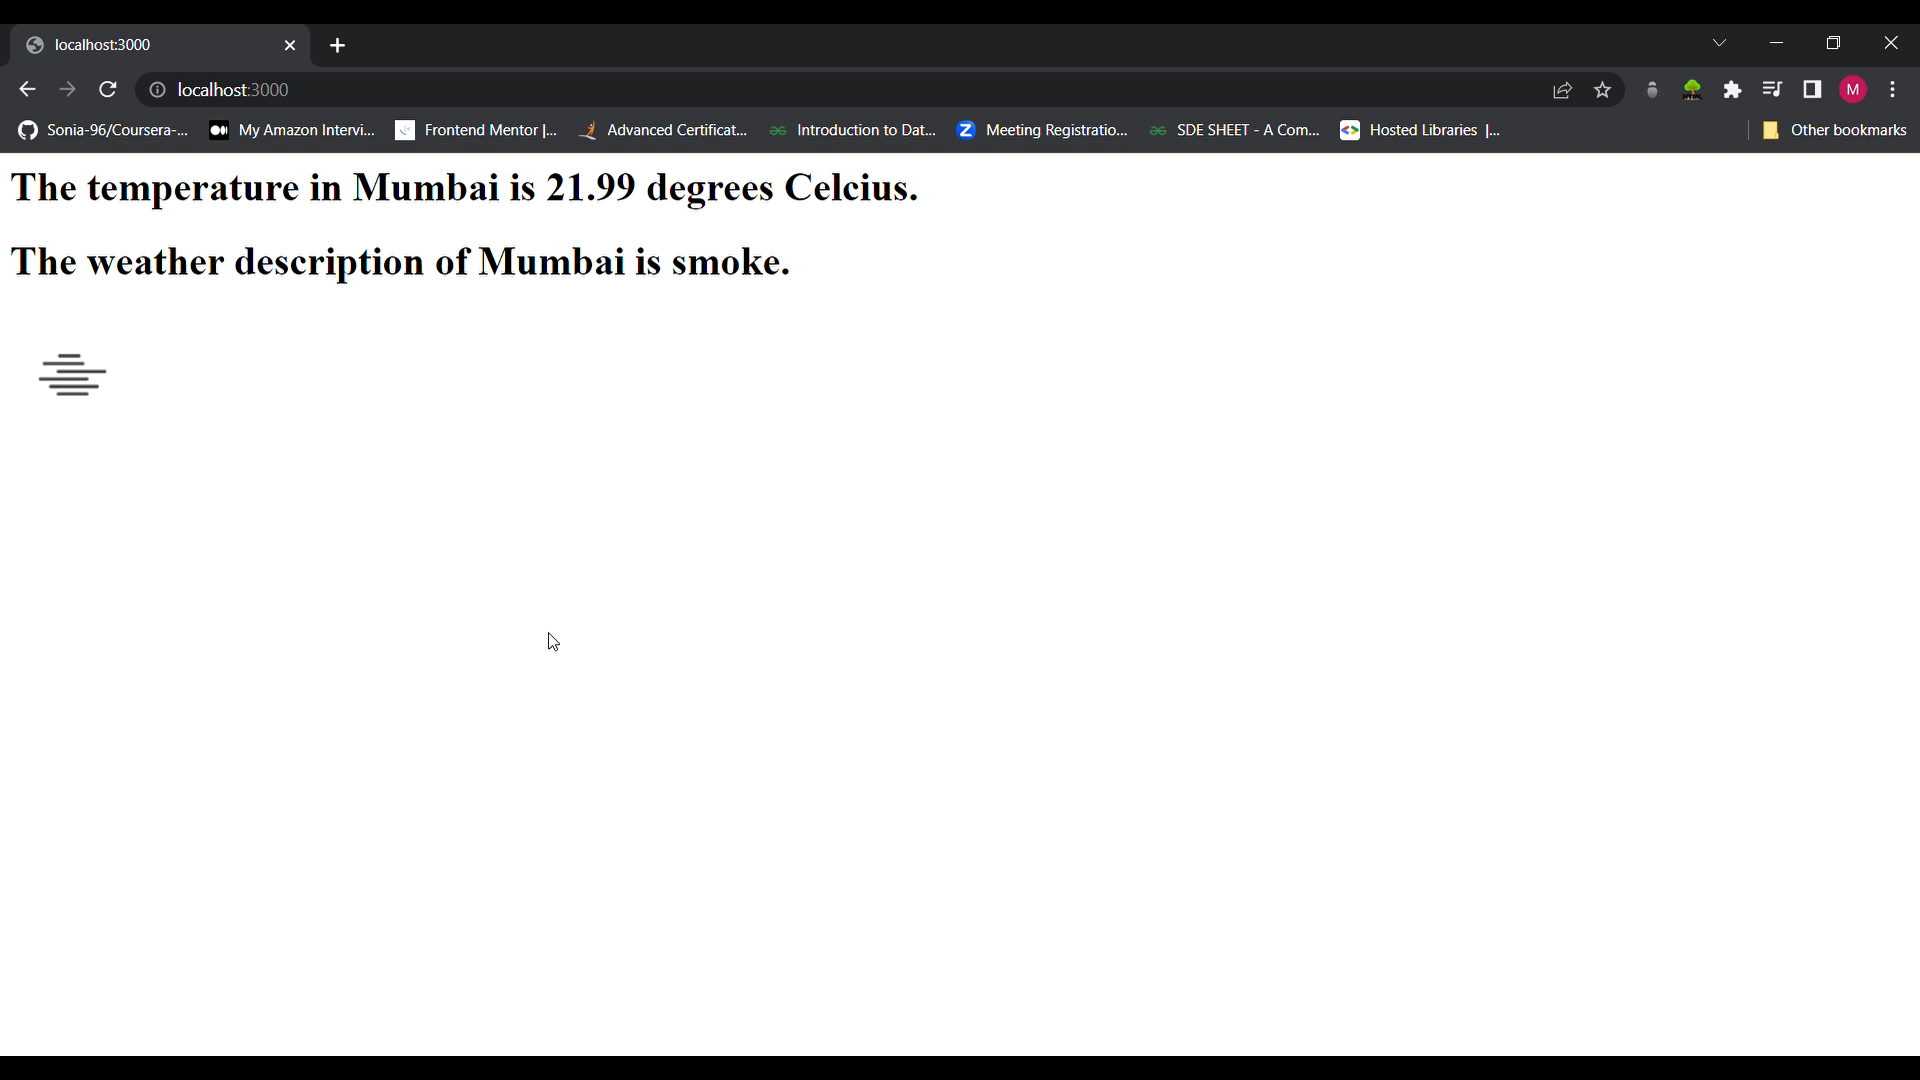 localhost:3000
localhost:3000
Sonia-96/Coursera-... My Amazon Intervi... Frontend Mentor |... Advanced Certificat... Introduction to Dat... Meeting Registratio... SDE SHEET - A Com... Hosted Libraries |... Other bookmarks
M
The temperature in Mumbai is 21.99 degrees Celcius.
The weather description of Mumbai is smoke.